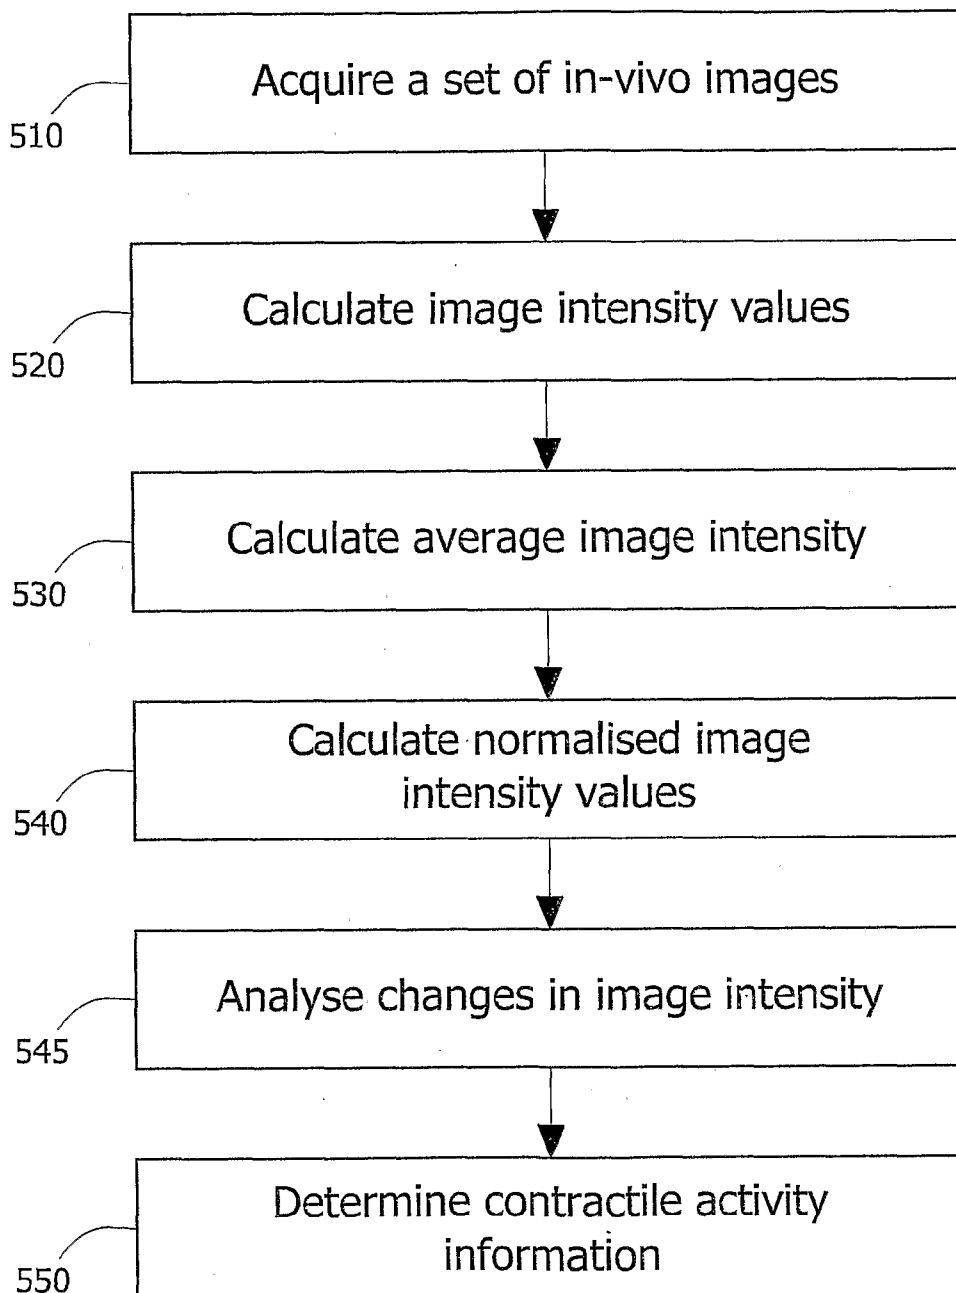 Acquire a set of in-vivo images
510
Calculate image intensity values
520
Calculate average image intensity
530
Calculate normalised image
intensity values
540
Analyse changes in image intensity
545
Determine contractile activity
information
550